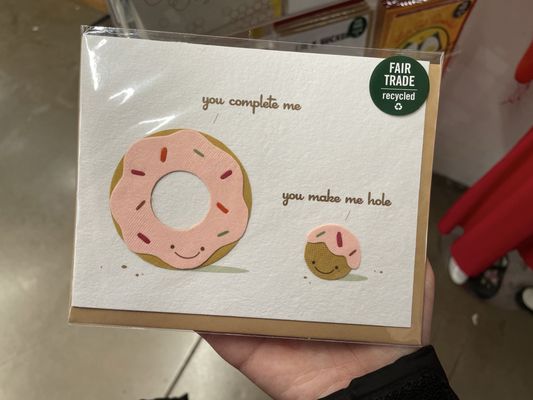 FAIR
TRADE
recycled
you complete me
you make me hole